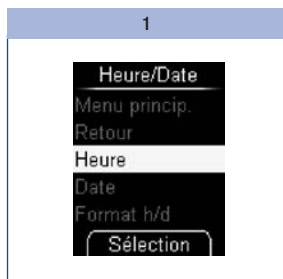 1
Heure/Date
Menu princip.
Retour
Heure
Date
Format h/d
Sélection